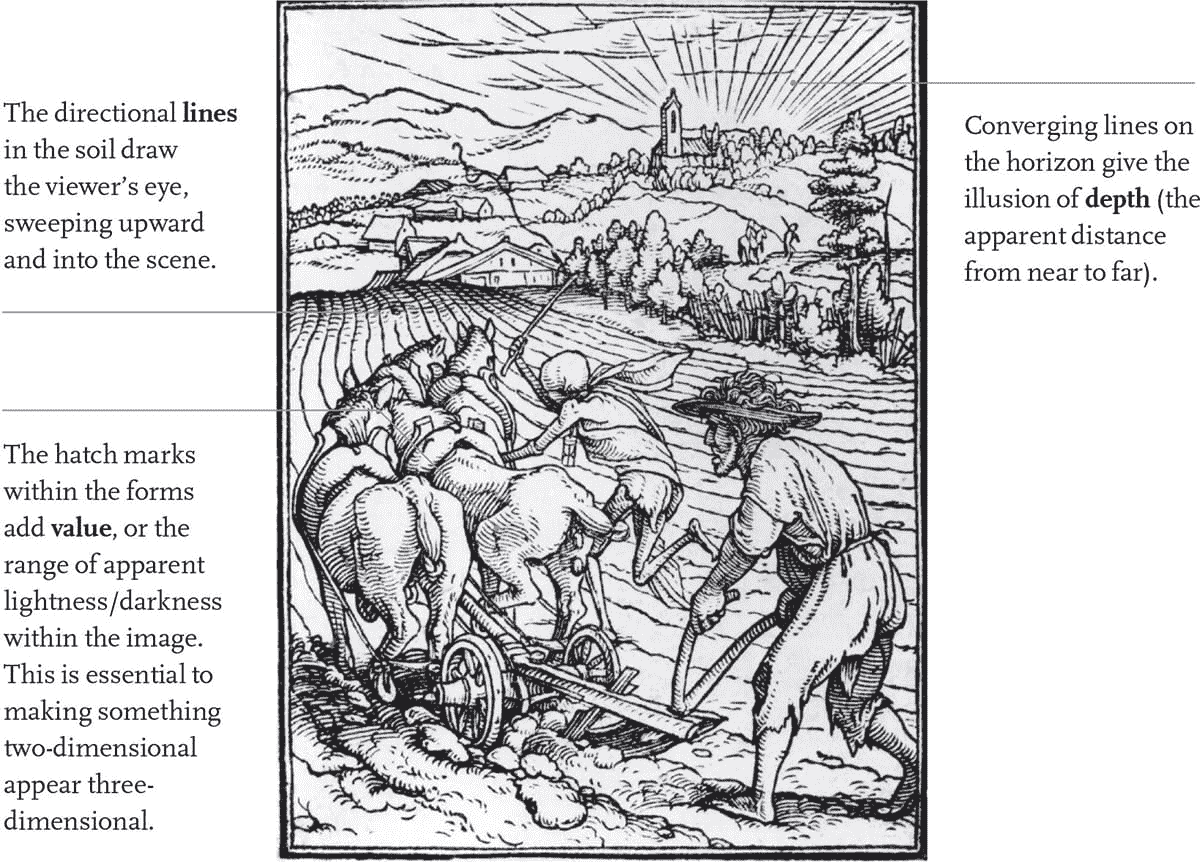 The directional lines
in the soil draw
the viewer’s eye,
sweeping upward
and into the scene.
The hatch marks
within the forms
add value, or the
range of apparent
lightness/darkness
within the image.
This is essential to
making something
two-dimensional
appear three-
dimensional.
Converging lines on
the horizon give the
illusion of depth (the
apparent distance
from near to far).